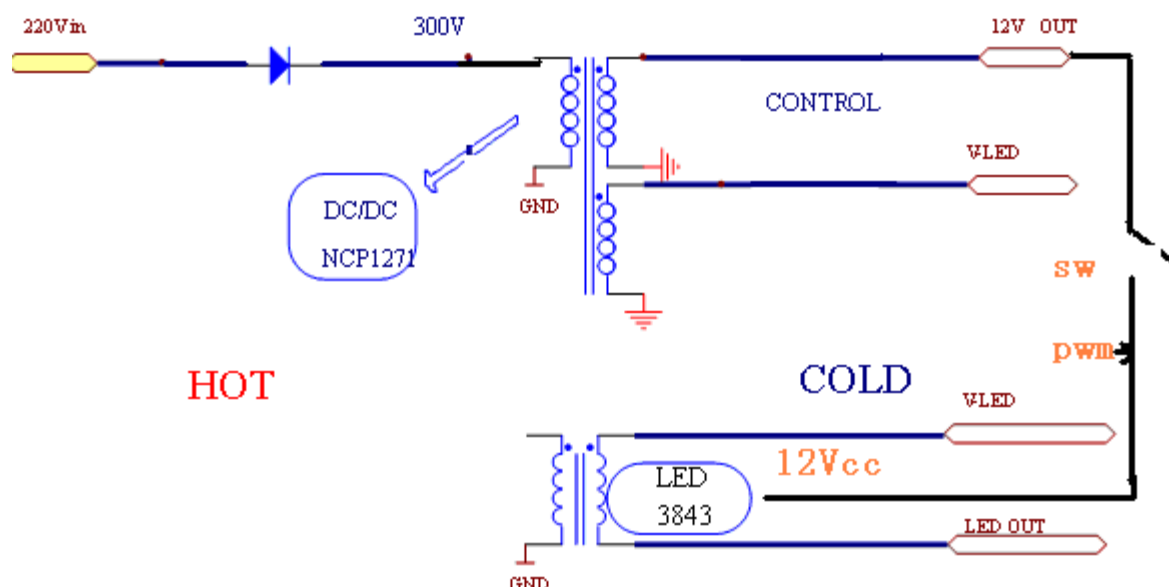 220Vin
300V
12V OUT
CONTROL
V-LED
GND
DC/DC
NCP1271
sw
pwm
HOT
COLD
V-LED
12Vcc
LED
3843
LED OUT
GND